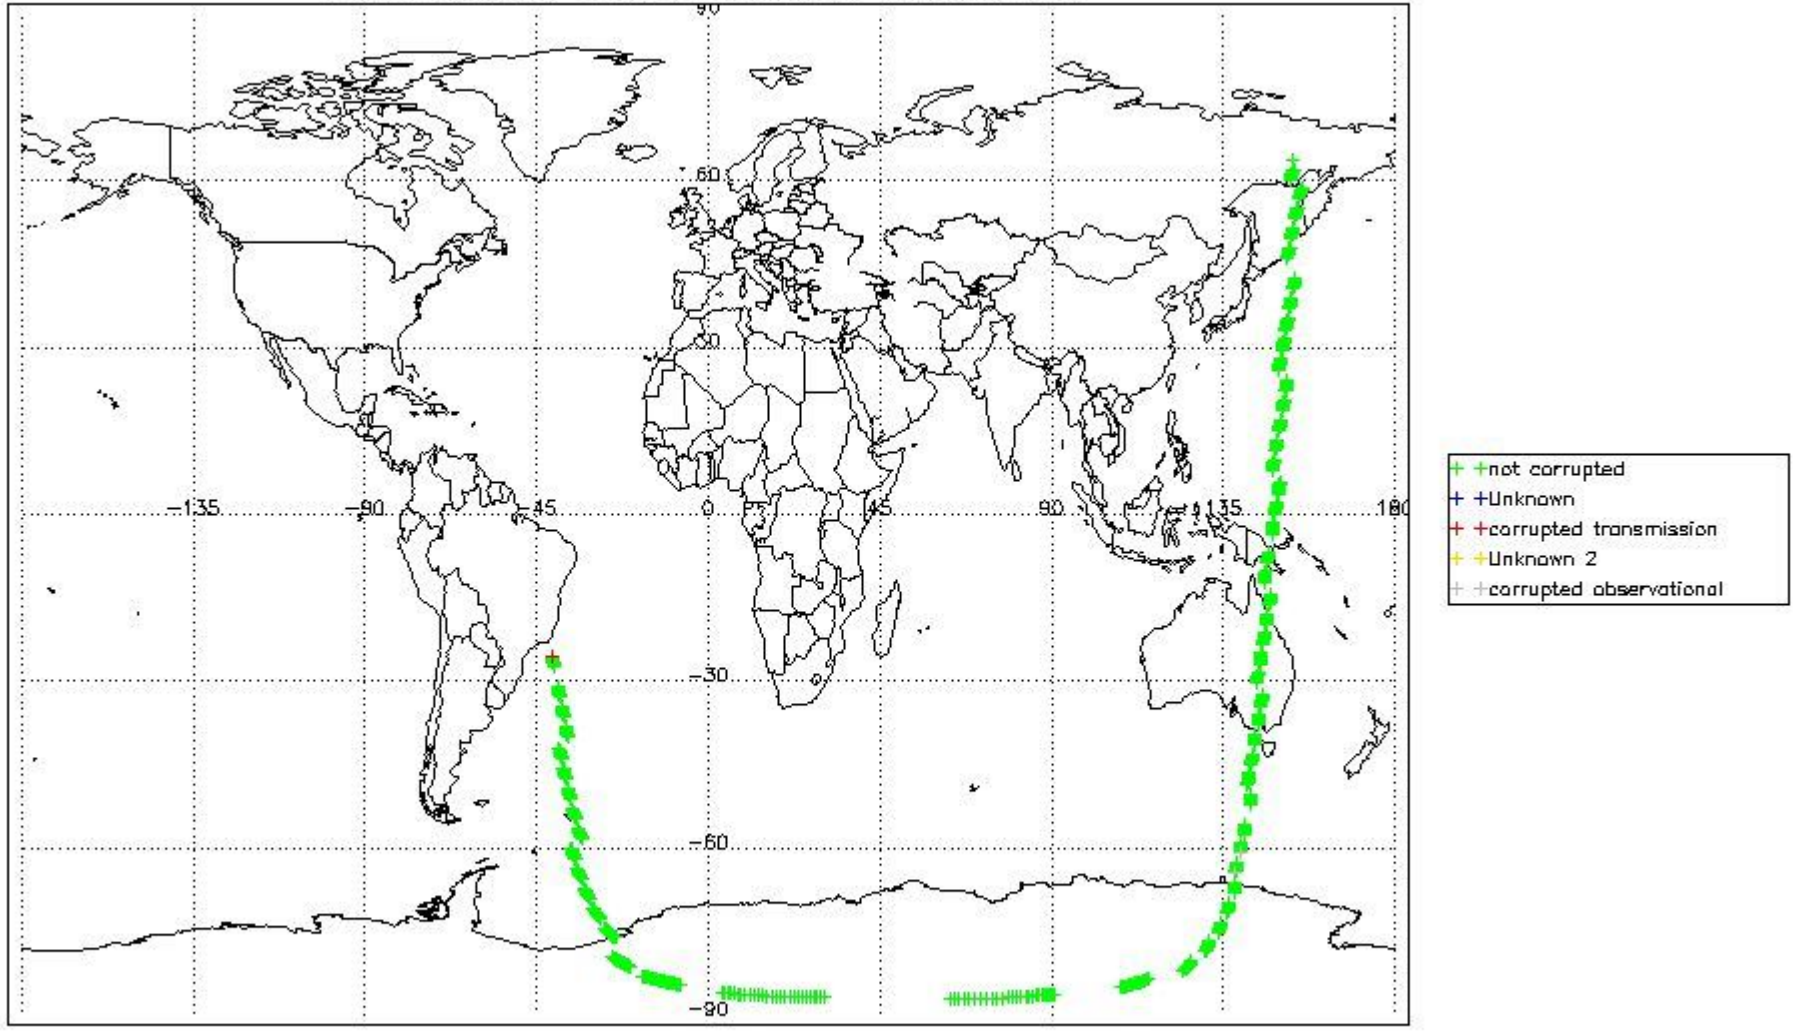 90
60
30
-135
-90
-45
0
45
90
135
180
-30
-60
-90
not corrupted
Unknown
corrupted transmission
Unknown 2
corrupted observational